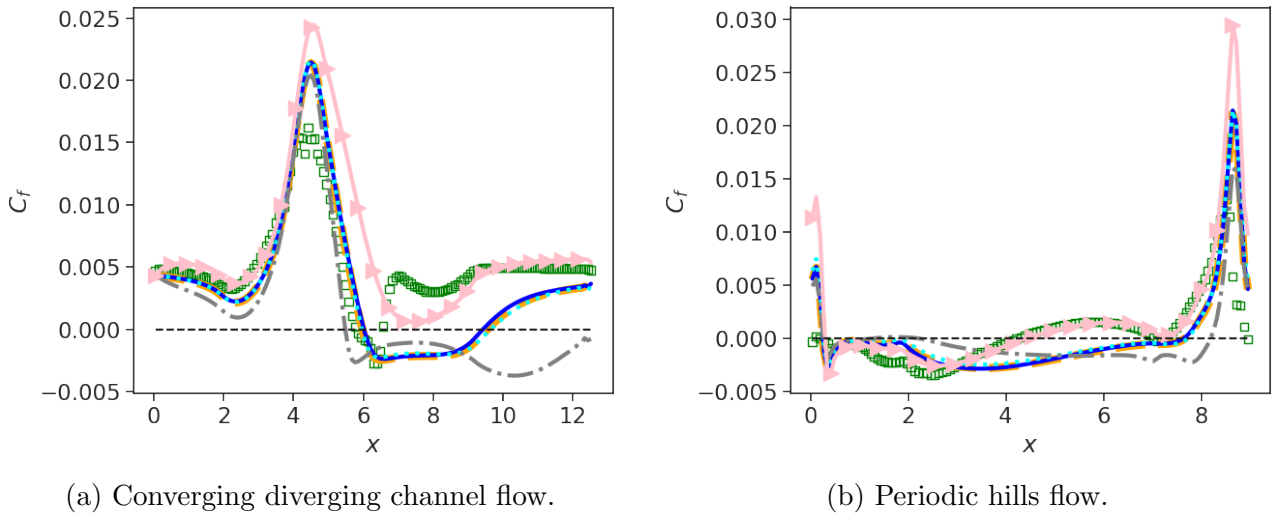 0.025
0.020
0.015
0.010
0.005
0.000
−0.005
C_f
0 2 4 6 8 10 12
x
(a) Converging diverging channel flow.
0.030
0.025
0.020
0.015
0.010
0.005
0.000
−0.005
C_f
0 2 4 6 8
x
(b) Periodic hills flow.